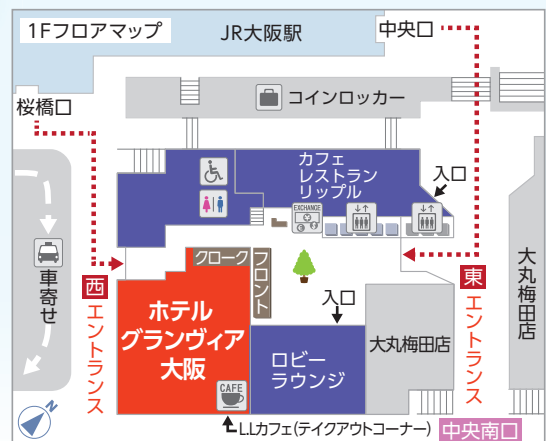 1Fフロアマップ
JR大阪駅
中央口
桜橋口
コインロッカー
カフェ
レストラン
リップル
入口
EXCHANGE
車寄せ
西
エントランス
クローク
フロント
東
エントランス
大丸梅田店
ホテル
グランヴィア
大阪
入口
ロビー
ラウンジ
大丸梅田店
CAFE
LLカフェ(テイクアウトコーナー)
中央南口
N